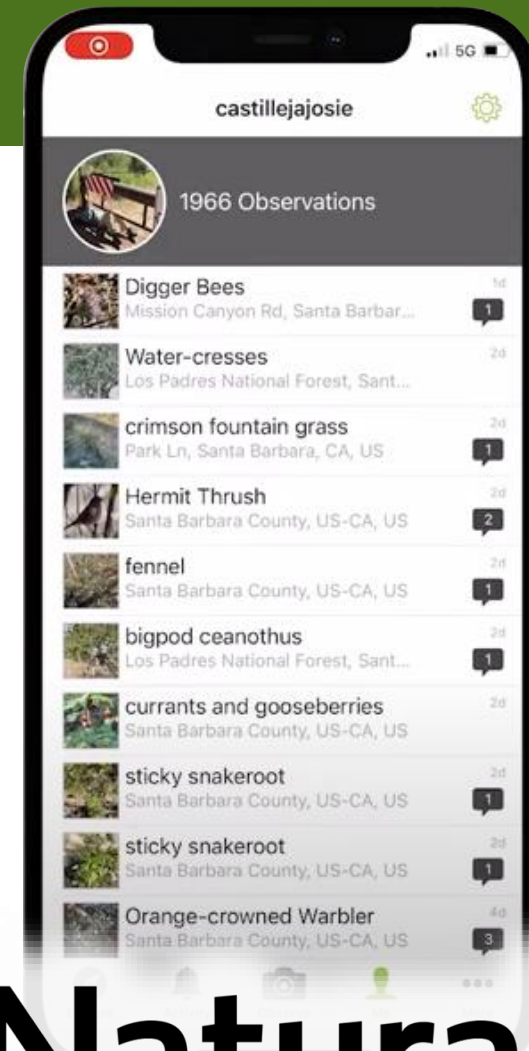 5G
castillejajosie
1966 Observations
Digger Bees
1d
Mission Canyon Rd, Santa Barbar...
1
Water-cresses
2d
Los Padres National Forest, Sant...
crimson fountain grass
2d
Park Ln, Santa Barbara, CA, US
1
Hermit Thrush
2d
Santa Barbara County, US-CA, US
2
fennel
2d
Santa Barbara County, US-CA, US
1
bigpod ceanothus
2d
Los Padres National Forest, Sant...
1
currants and gooseberries
2d
Santa Barbara County, US-CA, US
sticky snakeroot
2d
Santa Barbara County, US-CA, US
1
sticky snakeroot
2d
Santa Barbara County, US-CA, US
1
Orange-crowned Warbler
4d
Santa Barbara County, US-CA, US
3
Me
Natura